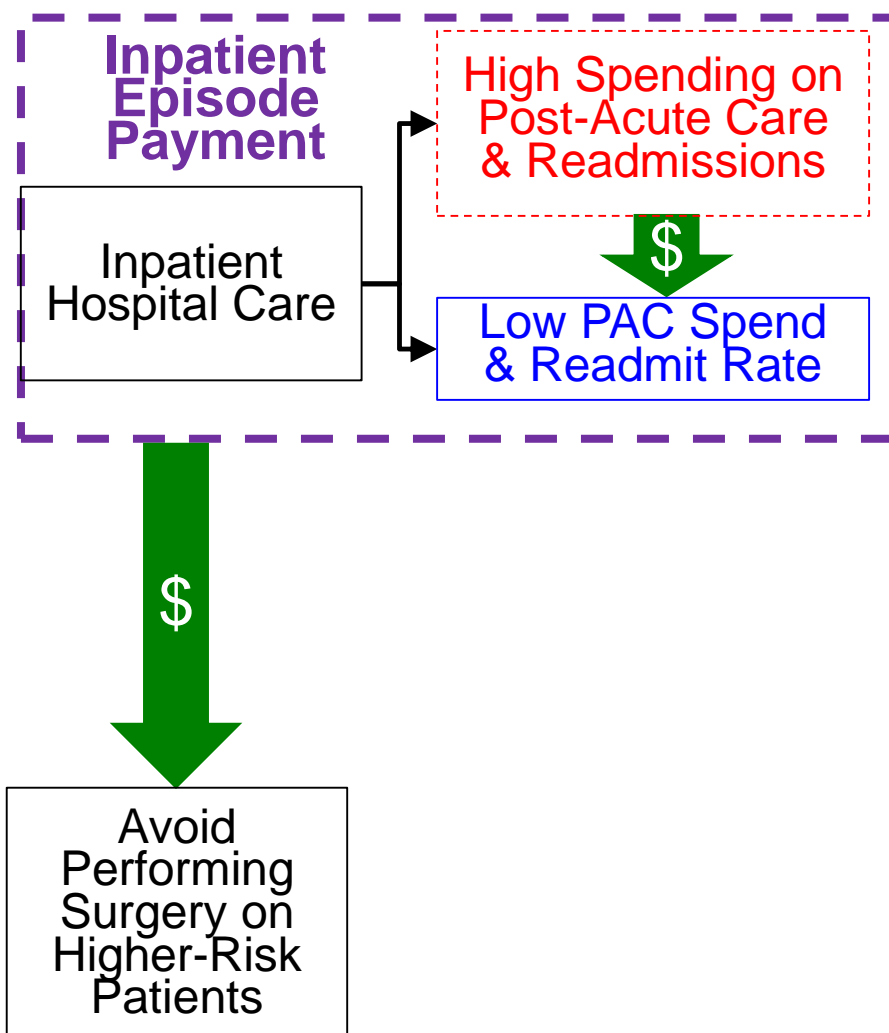 Inpatient
Episode
Payment
High Spending on
Post-Acute Care
& Readmissions
$
Inpatient
Hospital Care
Low PAC Spend
& Readmit Rate
$
Avoid
Performing
Surgery on
Higher-Risk
Patients